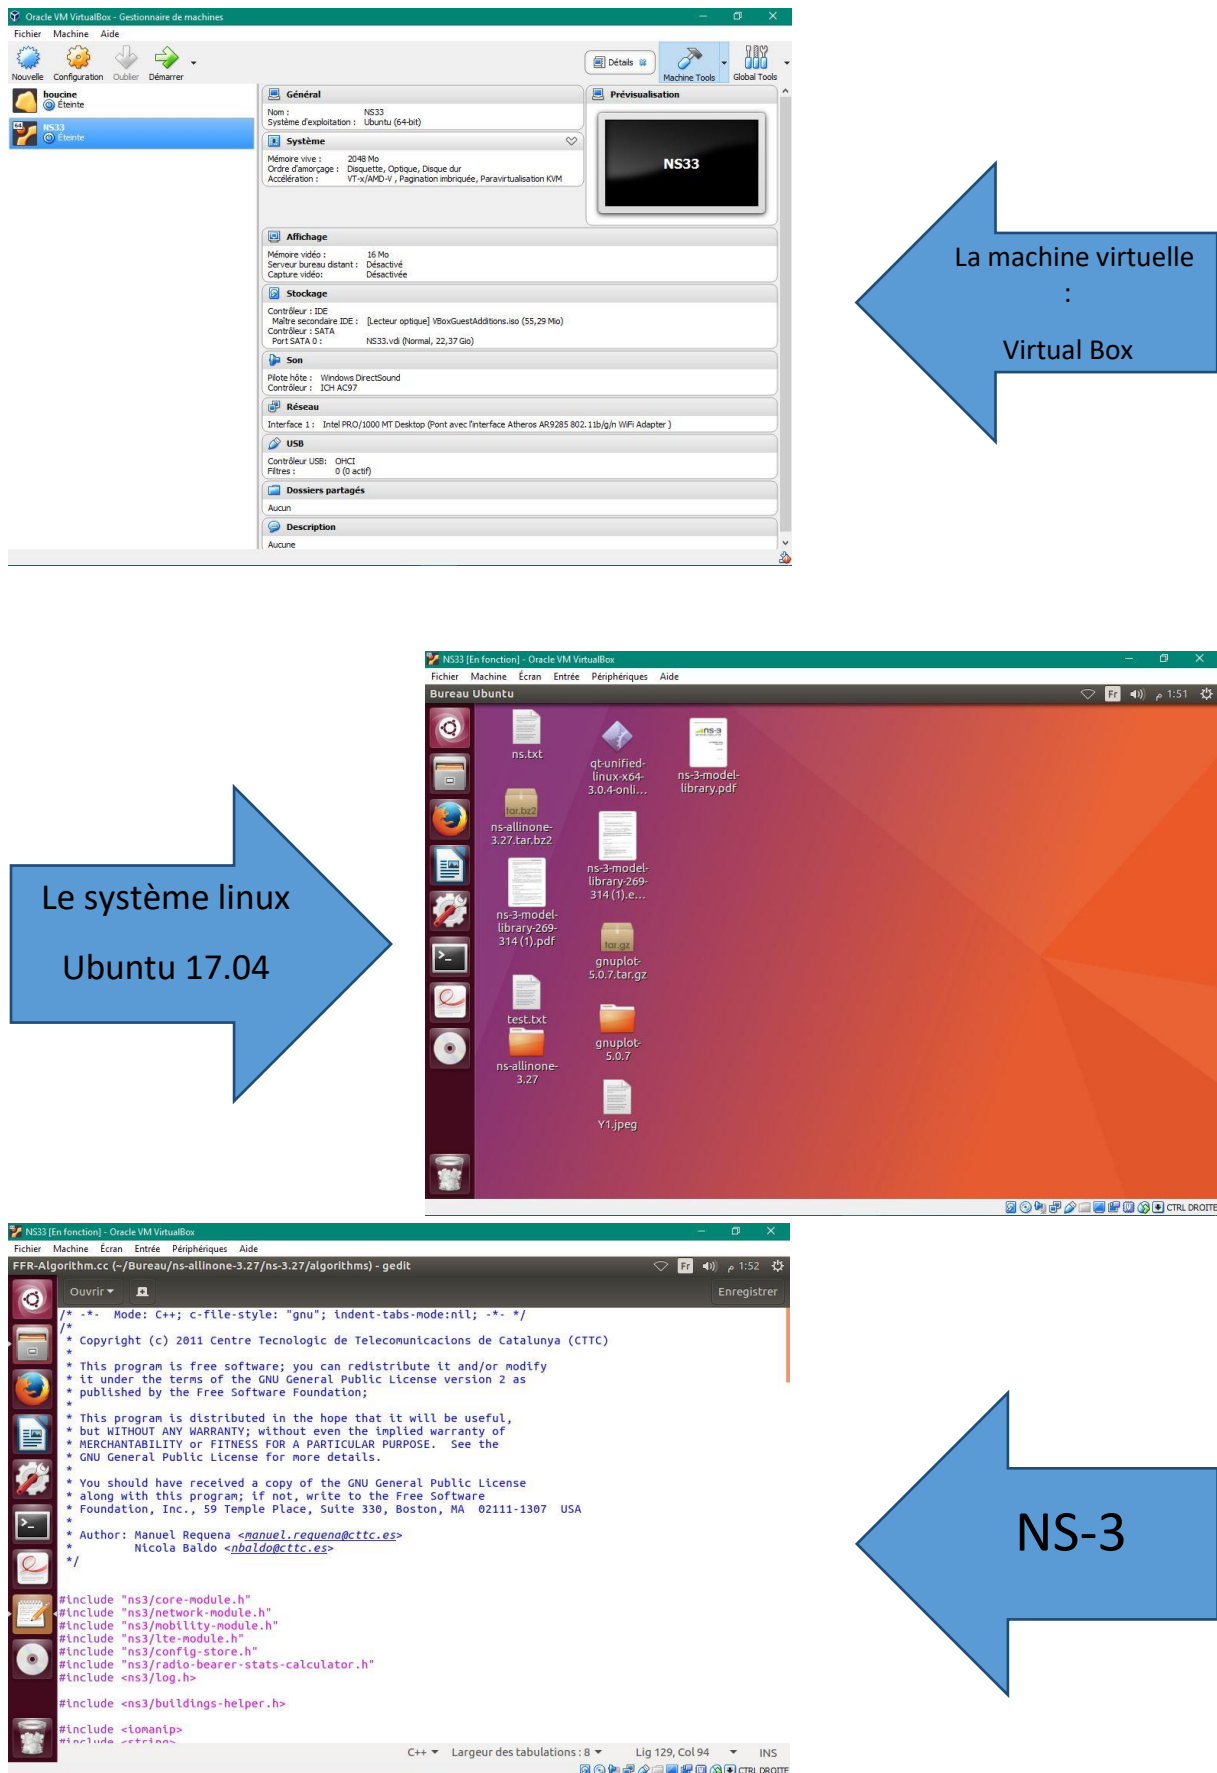 Oracle VM VirtualBox - Gestionnaire de machines
Fichier Machine Aide
Nouvelle Configuration Oublier Démarrer
Détails
Machine Tools Global Tools
houcine
Éteinte
64
NS33
Éteinte
Général
Nom : NS33
Système d'exploitation : Ubuntu (64-bit)
Système
Mémoire vive : 2048 Mo
Ordre d'amorçage : Disquette, Optique, Disque dur
Accélération : VT-x/AMD-V , Pagination imbriquée, Paravirtualisation KVM
Prévisualisation
NS33
Affichage
Mémoire vidéo : 16 Mo
Serveur bureau distant : Désactivé
Capture vidéo: Désactivée
Stockage
Contrôleur : IDE
Maître secondaire IDE : [Lecteur optique] VBoxGuestAdditions.iso (55,29 Mio)
Contrôleur : SATA
Port SATA 0 : NS33.vdi (Normal, 22,37 Gio)
Son
Pilote hôte : Windows DirectSound
Contrôleur : ICH AC97
Réseau
Interface 1 : Intel PRO/1000 MT Desktop (Pont avec l'interface Atheros AR9285 802.11b/g/n WiFi Adapter )
USB
Contrôleur USB: OHCI
Filtres : 0 (0 actif)
Dossiers partagés
Aucun
Description
Aucune
La machine virtuelle
:
Virtual Box
NS33 [En fonction] - Oracle VM VirtualBox
Fichier Machine Écran Entrée Périphériques Aide
Bureau Ubuntu
Fr م 1:51
ns.txt
qt-unified-
linux-x64-
3.0.4-onli...
ns-3
ns-3-model-
library.pdf
tar.bz2
ns-allinone-
3.27.tar.bz2
ns-3-model-
library-269-
314 (1).e...
ns-3-model-
library-269-
314 (1).pdf
tar.gz
gnuplot-
5.0.7.tar.gz
test.txt
gnuplot-
5.0.7
ns-allinone-
3.27
Y1.jpeg
CTRL DROITE
Le système linux
Ubuntu 17.04
NS33 [En fonction] - Oracle VM VirtualBox
Fichier Machine Écran Entrée Périphériques Aide
FFR-Algorithm.cc (~/Bureau/ns-allinone-3.27/ns-3.27/algorithms) - gedit
Fr م 1:52
Ouvrir
Enregistrer
/* -*-  Mode: C++; c-file-style: "gnu"; indent-tabs-mode:nil; -*- */
/*
* Copyright (c) 2011 Centre Tecnologic de Telecomunicacions de Catalunya (CTTC)
*
* This program is free software; you can redistribute it and/or modify
* it under the terms of the GNU General Public License version 2 as
* published by the Free Software Foundation;
*
* This program is distributed in the hope that it will be useful,
* but WITHOUT ANY WARRANTY; without even the implied warranty of
* MERCHANTABILITY or FITNESS FOR A PARTICULAR PURPOSE.  See the
* GNU General Public License for more details.
*
* You should have received a copy of the GNU General Public License
* along with this program; if not, write to the Free Software
* Foundation, Inc., 59 Temple Place, Suite 330, Boston, MA  02111-1307  USA
*
* Author: Manuel Requena <manuel.requena@cttc.es>
*         Nicola Baldo <nbaldo@cttc.es>
*/
#include "ns3/core-module.h"
#include "ns3/network-module.h"
#include "ns3/mobility-module.h"
#include "ns3/lte-module.h"
#include "ns3/config-store.h"
#include "ns3/radio-bearer-stats-calculator.h"
#include <ns3/log.h>
#include <ns3/buildings-helper.h>
#include <iomanip>
#include <string>
C++ Largeur des tabulations : 8 Lig 129, Col 94 INS
CTRL DROITE
NS-3